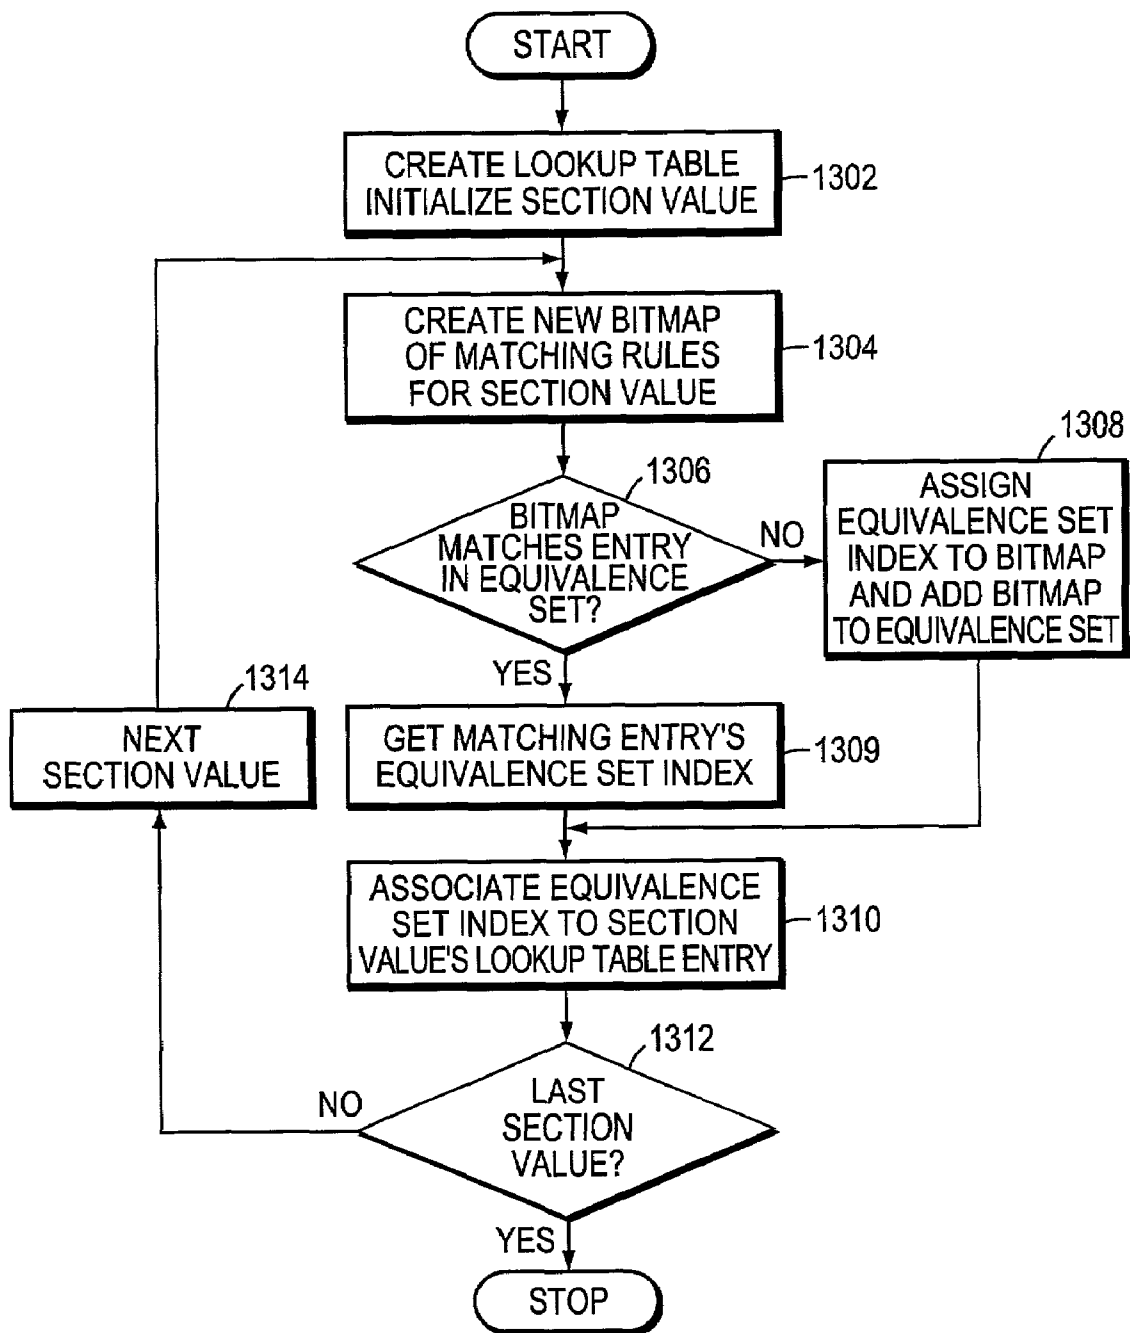 START
CREATE LOOKUP TABLE
INITIALIZE SECTION VALUE
1302
CREATE NEW BITMAP
OF MATCHING RULES
FOR SECTION VALUE
1304
1306
BITMAP
MATCHES ENTRY
IN EQUIVALENCE
SET?
NO
1308
ASSIGN
EQUIVALENCE SET
INDEX TO BITMAP
AND ADD BITMAP
TO EQUIVALENCE SET
YES
GET MATCHING ENTRY'S
EQUIVALENCE SET INDEX
1309
1314
NEXT
SECTION VALUE
ASSOCIATE EQUIVALENCE
SET INDEX TO SECTION
VALUE'S LOOKUP TABLE ENTRY
1310
1312
LAST
SECTION
VALUE?
NO
YES
STOP